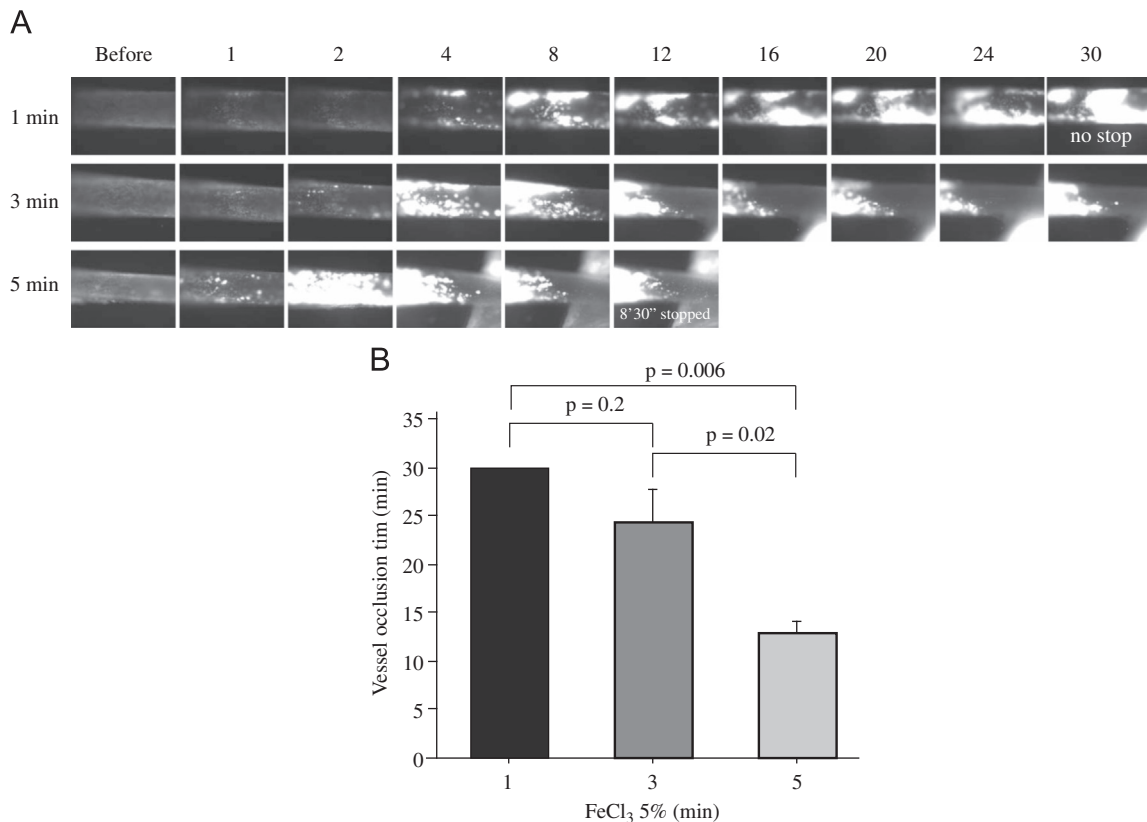 A
Before 1 2 4 8 12 16 20 24 30
1 min
no stop
3 min
5 min
8'30" stopped
B
p = 0.006
p = 0.2
p = 0.02
35
30
25
20
15
10
5
0
Vessel occlusion tim (min)
1 3 5
FeCl₃ 5% (min)